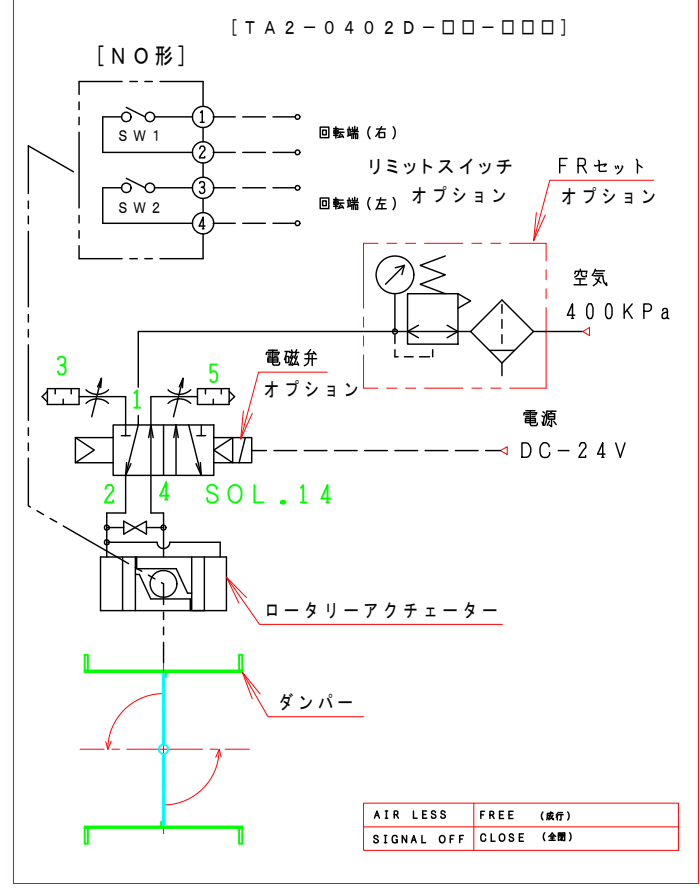 [TA2-0402D-□□-□□□]
[NO形]
1
SW1
回転端(右)
2
リミットスイッチ
オプション
FRセット
オプション
3
SW2
回転端(左)
4
空気
400KPa
3
5
1
電磁弁
オプション
電源
DC-24V
2
4
SOL.14
ロータリーアクチェーター
ダンパー
AIR LESS FREE (成行)
SIGNAL OFF CLOSE (全閉)